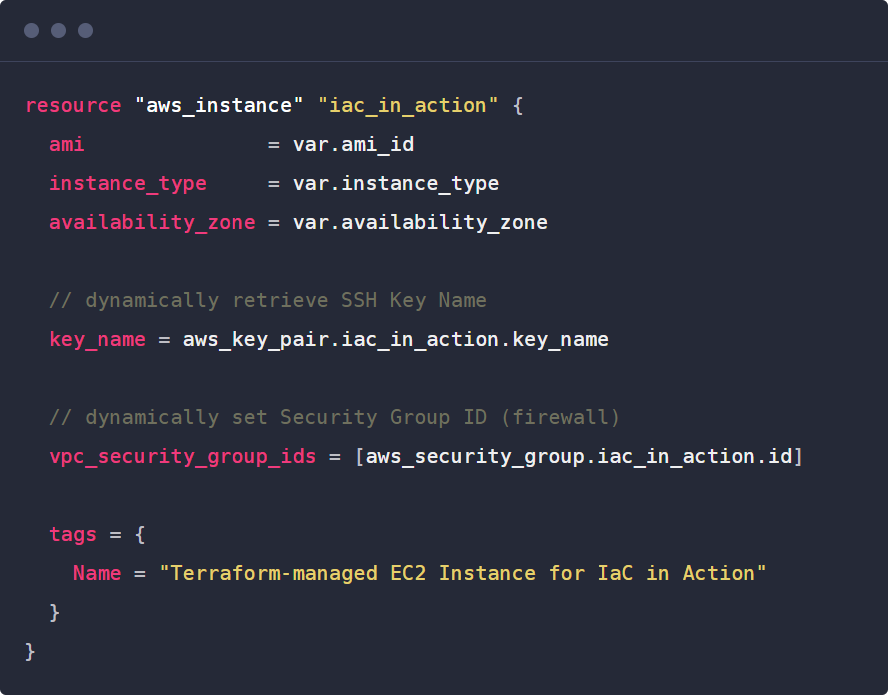 resource "aws_instance" "iac_in_action" {
  ami               = var.ami_id
  instance_type     = var.instance_type
  availability_zone = var.availability_zone

  // dynamically retrieve SSH Key Name
  key_name = aws_key_pair.iac_in_action.key_name

  // dynamically set Security Group ID (firewall)
  vpc_security_group_ids = [aws_security_group.iac_in_action.id]

  tags = {
    Name = "Terraform-managed EC2 Instance for IaC in Action"
  }
}